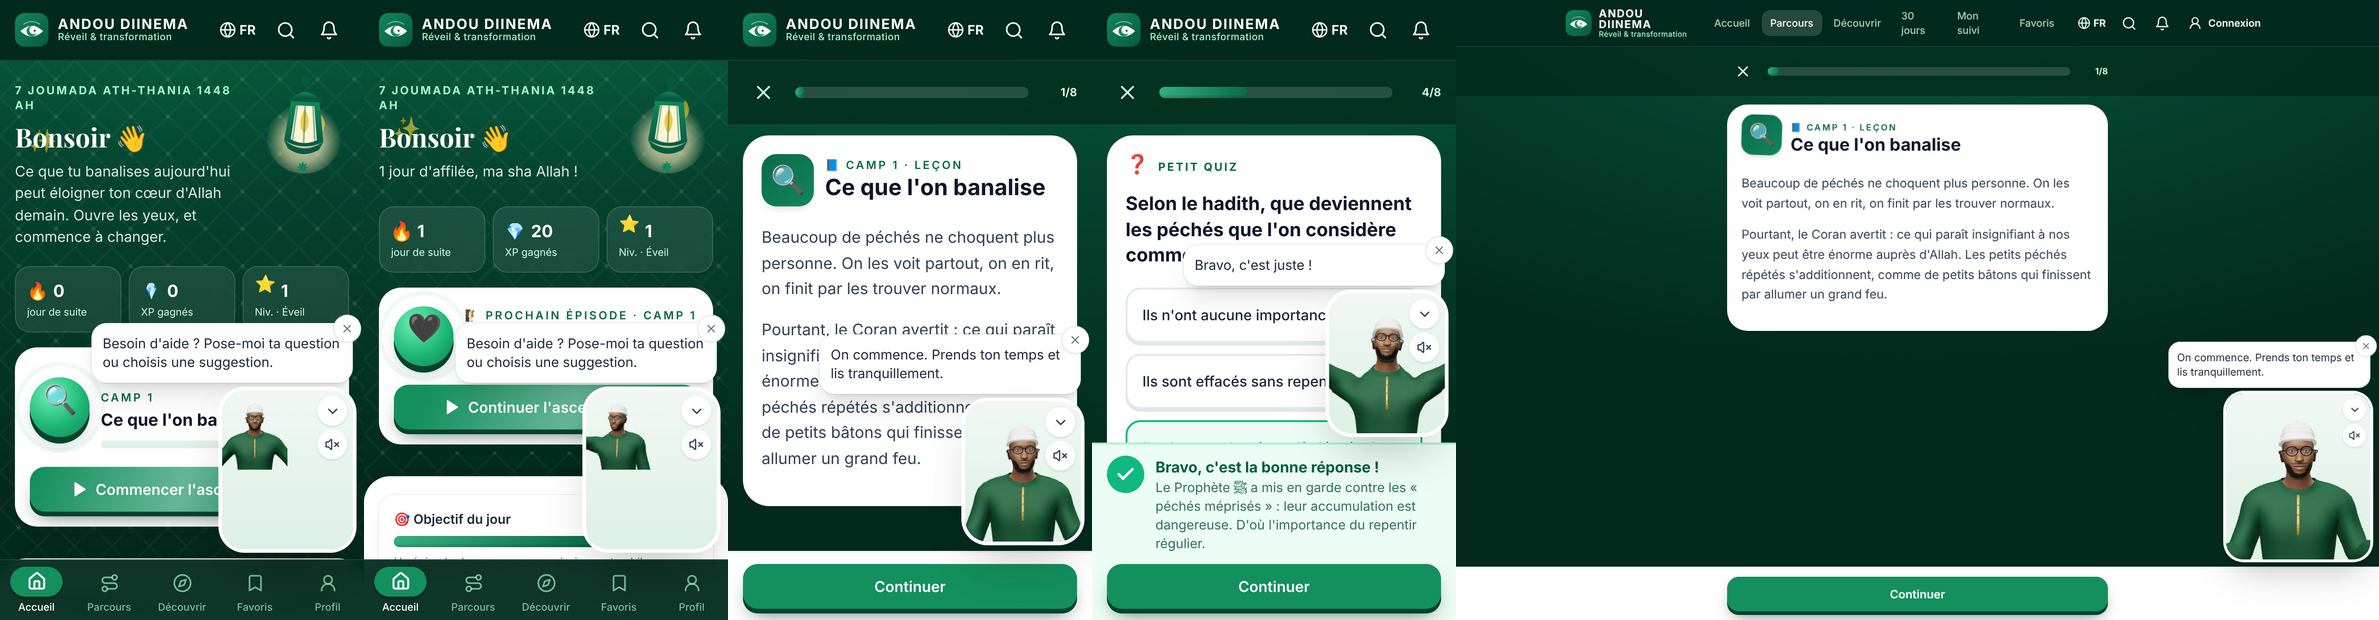 ANDOU DIINEMA
Réveil & transformation
FR
7 JOUMADA ATH-THANIA 1448
AH
Bonsoir 👋
Ce que tu banalises aujourd'hui
peut éloigner ton cœur d'Allah
demain. Ouvre les yeux, et
commence à changer.
🔥 0
jour de suite
💎 0
XP gagnés
⭐ 1
Niv. · Éveil
Besoin d'aide ? Pose-moi ta question
ou choisis une suggestion.
CAMP 1
Ce que l'on ba
Commencer l'asc
Accueil
Parcours
Découvrir
Favoris
Profil
ANDOU DIINEMA
Réveil & transformation
FR
7 JOUMADA ATH-THANIA 1448
AH
Bonsoir 👋
1 jour d'affilée, ma sha Allah !
🔥 1
jour de suite
💎 20
XP gagnés
⭐ 1
Niv. · Éveil
PROCHAIN ÉPISODE · CAMP 1
Besoin d'aide ? Pose-moi ta question
ou choisis une suggestion.
Continuer l'asce
🎯 Objectif du jour
Accueil
Parcours
Découvrir
Favoris
Profil
ANDOU DIINEMA
Réveil & transformation
FR
1/8
📘 CAMP 1 · LEÇON
Ce que l'on banalise
Beaucoup de péchés ne choquent plus
personne. On les voit partout, on en rit,
on finit par les trouver normaux.
Pourtant, le Coran avertit : ce qui paraît
insignifi
énorme
On commence. Prends ton temps et
lis tranquillement.
péchés répétés s'additionne
de petits bâtons qui finisse
allumer un grand feu.
Continuer
ANDOU DIINEMA
Réveil & transformation
FR
4/8
❓ PETIT QUIZ
Selon le hadith, que deviennent
les péchés que l'on considère
comme
Bravo, c'est juste !
Ils n'ont aucune importanc
Ils sont effacés sans repen
Bravo, c'est la bonne réponse !
Le Prophète ﷺ a mis en garde contre les «
péchés méprisés » : leur accumulation est
dangereuse. D'où l'importance du repentir
régulier.
Continuer
ANDOU
DIINEMA
Réveil & transformation
Accueil
Parcours
Découvrir
30
jours
Mon
suivi
Favoris
FR
Connexion
1/8
📘 CAMP 1 · LEÇON
Ce que l'on banalise
Beaucoup de péchés ne choquent plus personne. On les
voit partout, on en rit, on finit par les trouver normaux.
Pourtant, le Coran avertit : ce qui paraît insignifiant à nos
yeux peut être énorme auprès d'Allah. Les petits péchés
répétés s'additionnent, comme de petits bâtons qui finissent
par allumer un grand feu.
On commence. Prends ton temps et
lis tranquillement.
Continuer